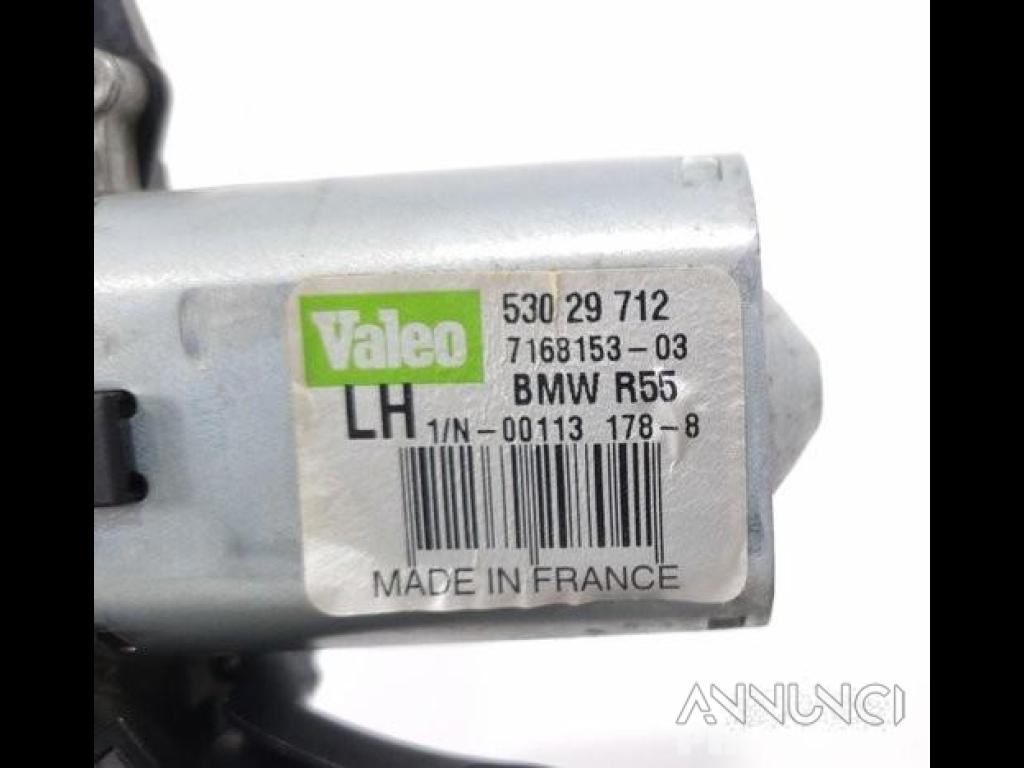 Valeo
530 29 712
7168153-03
BMW R55
LH 1/N-00113 178-8
MADE IN FRANCE
ANNUNCI